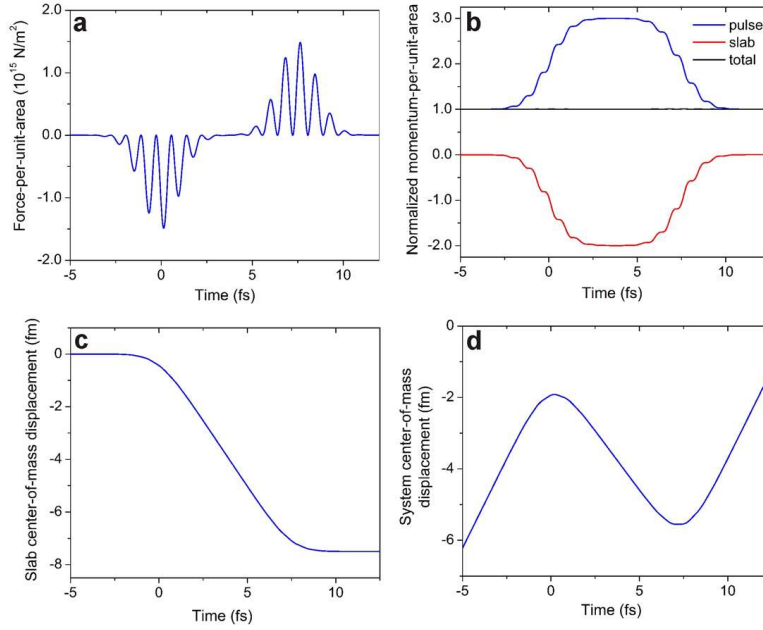 a
Force-per-unit-area (10¹⁵ N/m²)
2.0
1.0
0.0
-1.0
-2.0
-5
0
5
10
Time (fs)
b
Normalized momentum-per-unit-area
3.0
2.0
1.0
0.0
-1.0
-2.0
pulse
slab
total
-5
0
5
10
Time (fs)
c
Slab center-of-mass displacement (fm)
0
-2
-4
-6
-8
-5
0
5
10
Time (fs)
d
System center-of-mass
displacement (fm)
0
-2
-4
-6
-5
0
5
10
Time (fs)